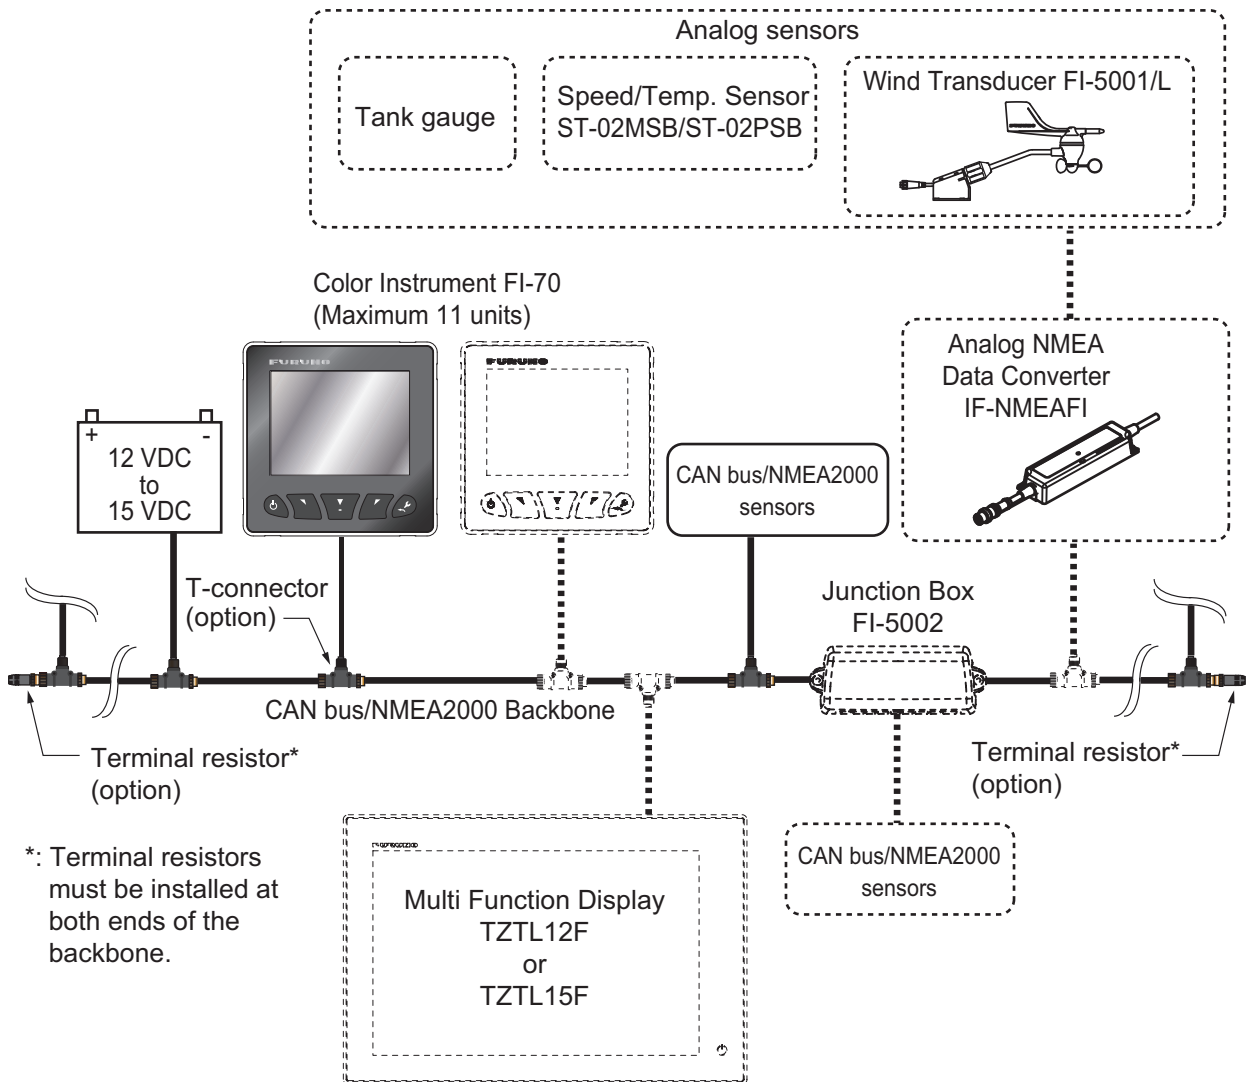 Analog sensors
Tank gauge
Speed/Temp. Sensor
ST-02MSB/ST-02PSB
Wind Transducer FI-5001/L
Color Instrument FI-70
(Maximum 11 units)
FURUNO
FURUNO
Analog NMEA
Data Converter
IF-NMEAFI
+ -
12 VDC
to
15 VDC
CAN bus/NMEA2000
sensors
T-connector
(option)
Junction Box
FI-5002
CAN bus/NMEA2000 Backbone
Terminal resistor*
(option)
Terminal resistor*
(option)
*: Terminal resistors
must be installed at
both ends of the
backbone.
FURUNO
Multi Function Display
TZTL12F
or
TZTL15F
CAN bus/NMEA2000
sensors